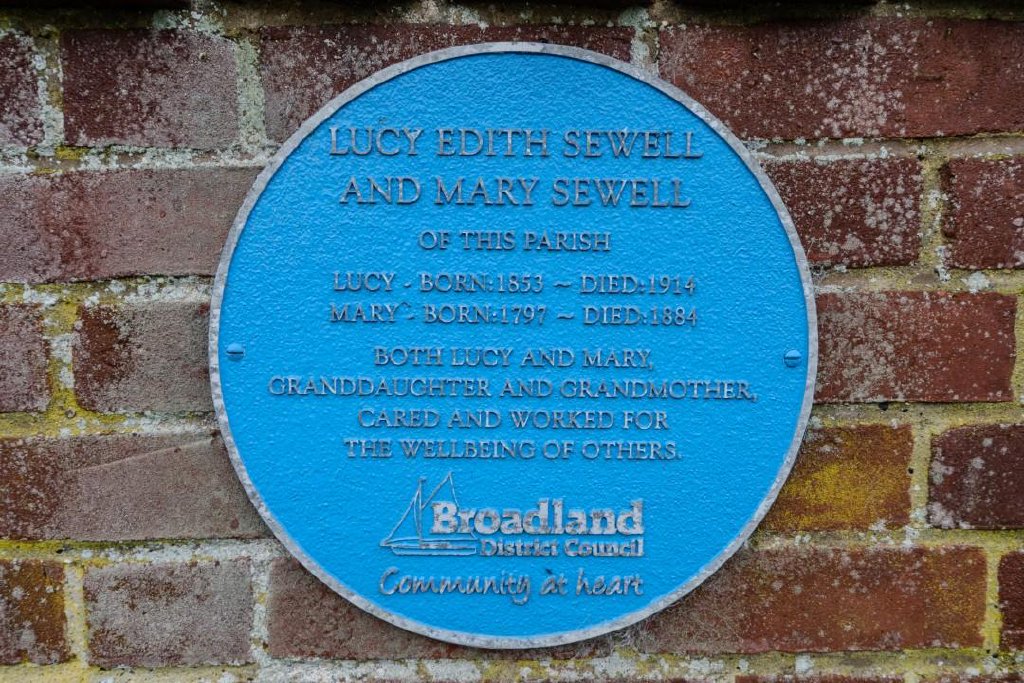 LUCY EDITH SEWELL
AND MARY SEWELL
OF THIS PARISH
LUCY - BORN:1853 ~ DIED:1914
MARY - BORN:1797 ~ DIED:1884
BOTH LUCY AND MARY,
GRANDDAUGHTER AND GRANDMOTHER,
CARED AND WORKED FOR
THE WELLBEING OF OTHERS.
Broadland
District Council
Community at heart